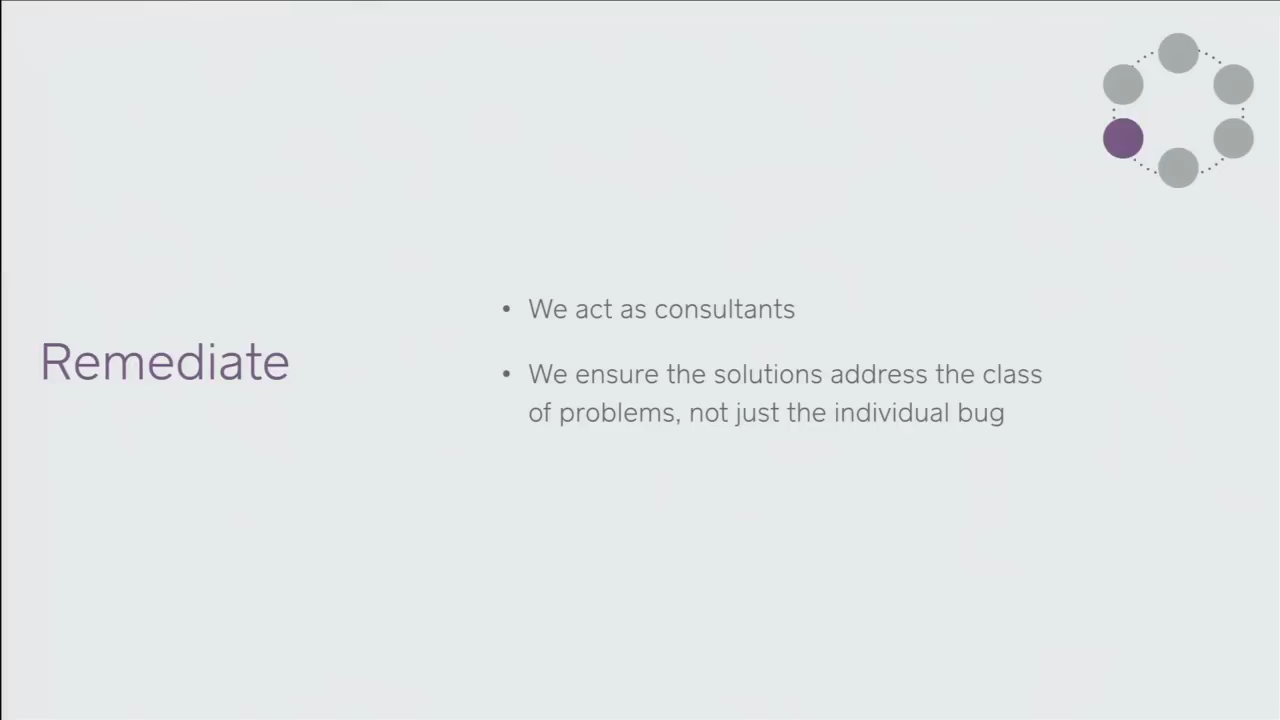 Remediate
• We act as consultants
• We ensure the solutions address the class
of problems, not just the individual bug